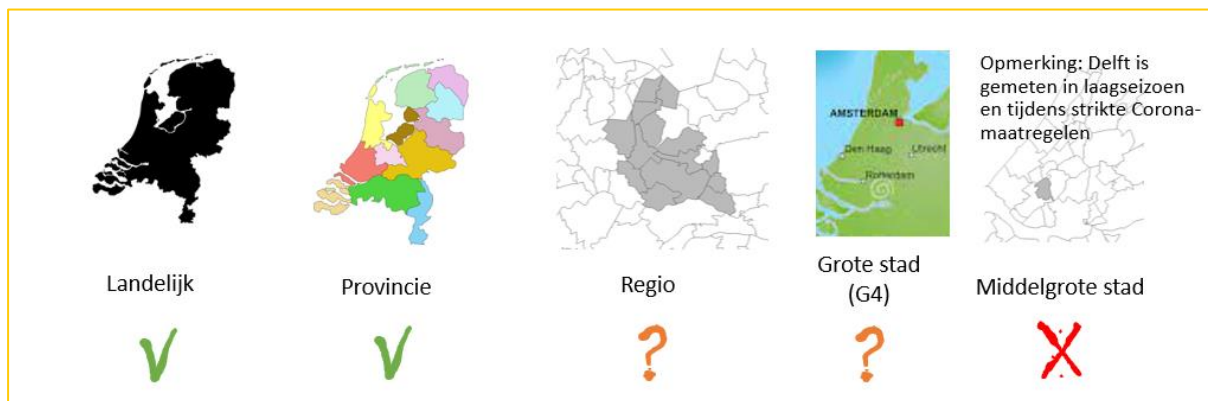 Opmerking: Delft is
gemeten in laagseizoen
en tijdens strikte Corona-
maatregelen
AMSTERDAM
Den Haag
Utrecht
Rotterdam
Landelijk
Provincie
Regio
Grote stad
(G4)
Middelgrote stad
?
?